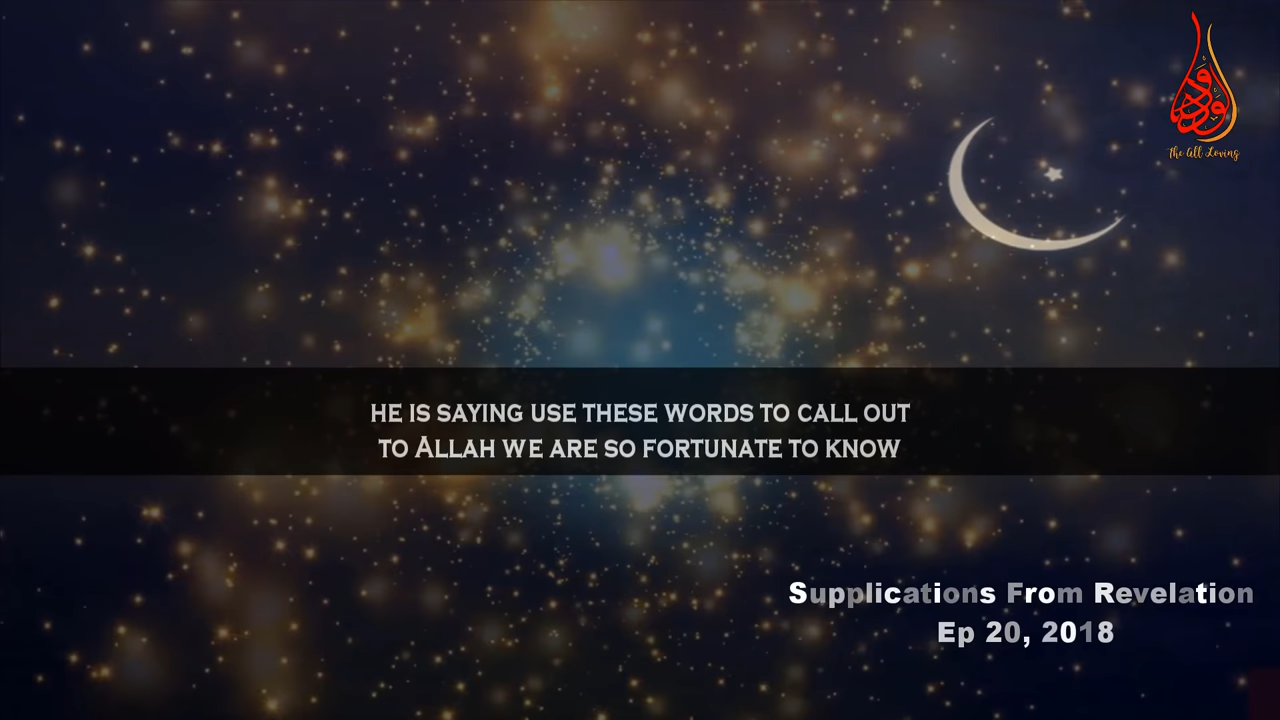 The All Loving
HE IS SAYING USE THESE WORDS TO CALL OUT
TO ALLAH WE ARE SO FORTUNATE TO KNOW
Supplications From Revelation
Ep 20, 2018